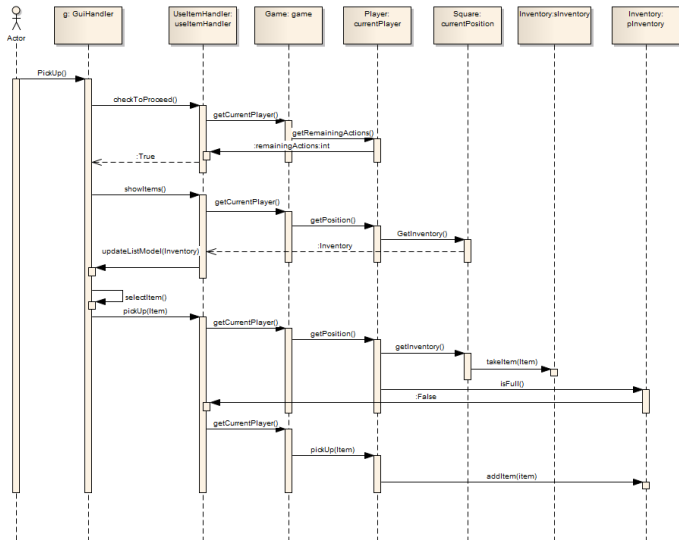 Actor
g: GuiHandler
UseItemHandler:
useItemHandler
Game: game
Player:
currentPlayer
Square:
currentPosition
Inventory:sInventory
Inventory:
pInventory
PickUp()
checkToProceed()
getCurrentPlayer()
getRemainingActions()
:remainingActions:int
:True
showItems()
getCurrentPlayer()
getPosition()
GetInventory()
:Inventory
updateListModel(Inventory)
selectItem()
pickUp(Item)
getCurrentPlayer()
getPosition()
getInventory()
takeItem(Item)
isFull()
:False
getCurrentPlayer()
pickUp(Item)
addItem(item)